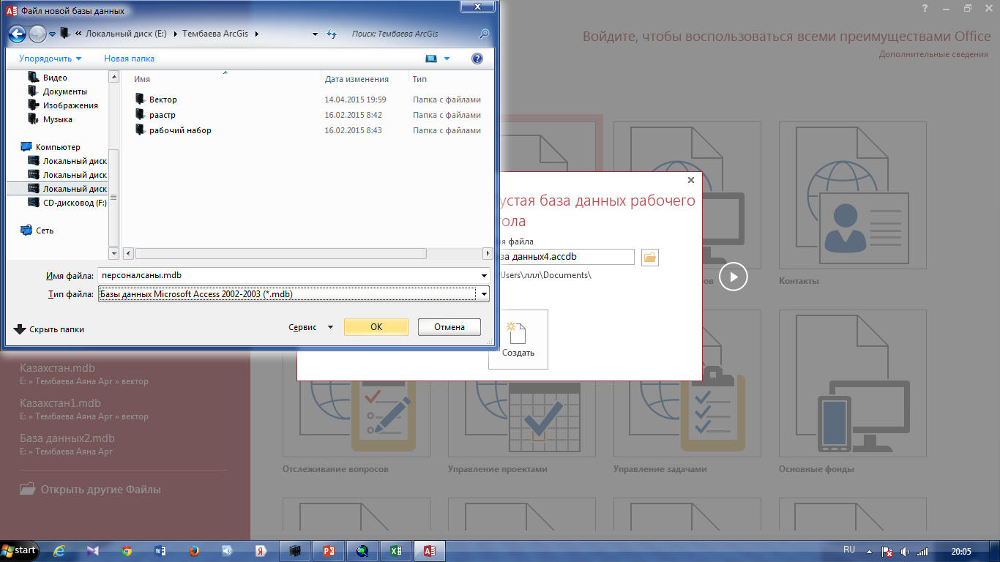 Файл новой базы данных
« Локальный диск (E:) ▸ Тембаева ArcGis ▸
Поиск: Тембаева ArcGis
Упорядочить
Новая папка
Видео
Документы
Изображения
Музыка
Компьютер
Локальный диск
Локальный диск
Локальный диск
CD-дисковод (F:)
Сеть
Имя Дата изменения Тип
Вектор 14.04.2015 19:59 Папка с файлами
раастр 16.02.2015 8:42 Папка с файлами
рабочий набор 16.02.2015 8:43 Папка с файлами
Имя файла: персоналсаны.mdb
Тип файла: Базы данных Microsoft Access 2002-2003 (*.mdb)
Скрыть папки
Сервис
ОК
Отмена
Войдите, чтобы воспользоваться всеми преимуществами Office
Дополнительные сведения
устая база данных рабочего
тола
я файла
за данных4.accdb
Users\ллл\Documents\
Создать
ов
Контакты
Казахстан.mdb
E: » Тембаева Аяна Арг » вектор
Казахстан1.mdb
E: » Тембаева Аяна Арг » вектор
База данных2.mdb
E: » Тембаева Аяна Арг
Открыть другие Файлы
Отслеживание вопросов
Управление проектами
Управление задачами
Основные фонды
start
RU
20:05